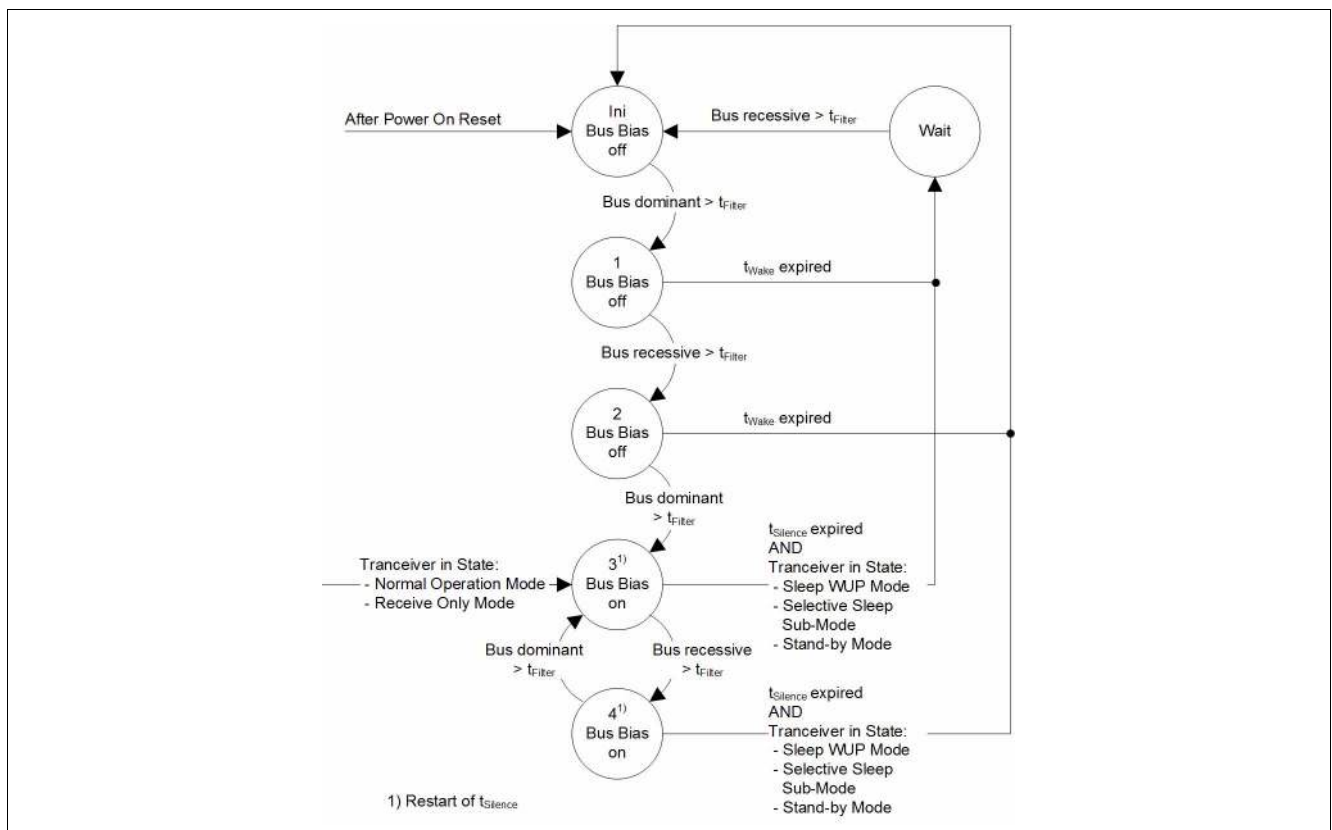 Ini
Bus Bias
off
After Power On Reset
Bus recessive > tFilter
Wait
Bus dominant > tFilter
1
Bus Bias
off
tWake expired
Bus recessive > tFilter
2
Bus Bias
off
tWake expired
Bus dominant
> tFilter
Tranceiver in State:
- Normal Operation Mode
- Receive Only Mode
3 1)
Bus Bias
on
tSilence expired
AND
Tranceiver in State:
- Sleep WUP Mode
- Selective Sleep
Sub-Mode
- Stand-by Mode
Bus dominant
> tFilter
Bus recessive
> tFilter
4 1)
Bus Bias
on
tSilence expired
AND
Tranceiver in State:
- Sleep WUP Mode
- Selective Sleep
Sub-Mode
- Stand-by Mode
1) Restart of tSilence